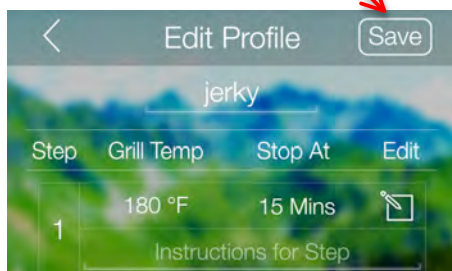 Edit Profile Save
jerky
Step Grill Temp Stop At Edit
180 °F 15 Mins
1
Instructions for Step